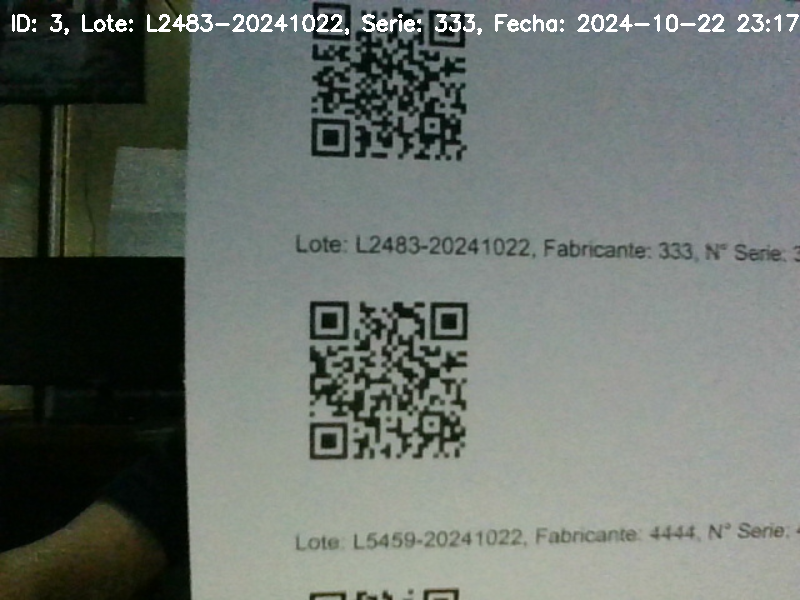 ID: 3, Lote: L2483-20241022, Serie: 333, Fecha: 2024-10-22 23:17
Lote: L2483-20241022, Fabricante: 333, N° Serie: 3
Lote: L5459-20241022, Fabricante: 4444, N° Serie: